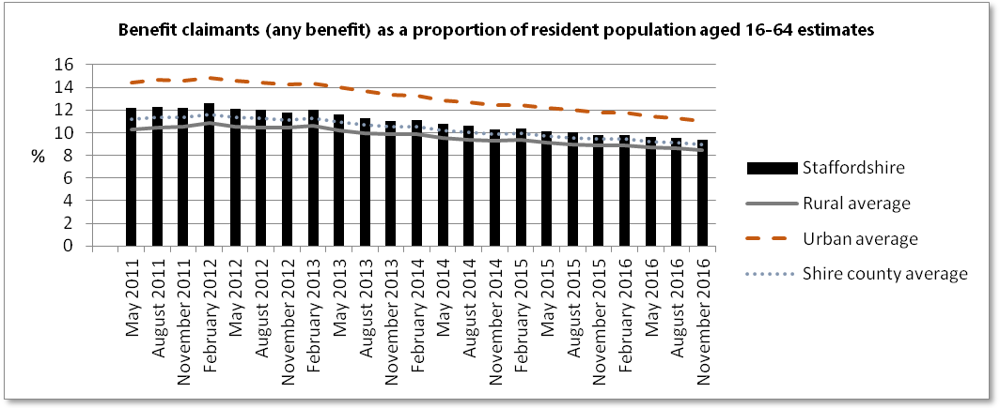 Benefit claimants (any benefit) as a proportion of resident population aged 16-64 estimates
16
14
12
10
8
6
4
2
0
%
May 2011
August 2011
November 2011
February 2012
May 2012
August 2012
November 2012
February 2013
May 2013
August 2013
November 2013
February 2014
May 2014
August 2014
November 2014
February 2015
May 2015
August 2015
November 2015
February 2016
May 2016
August 2016
November 2016
Staffordshire
Rural average
Urban average
Shire county average